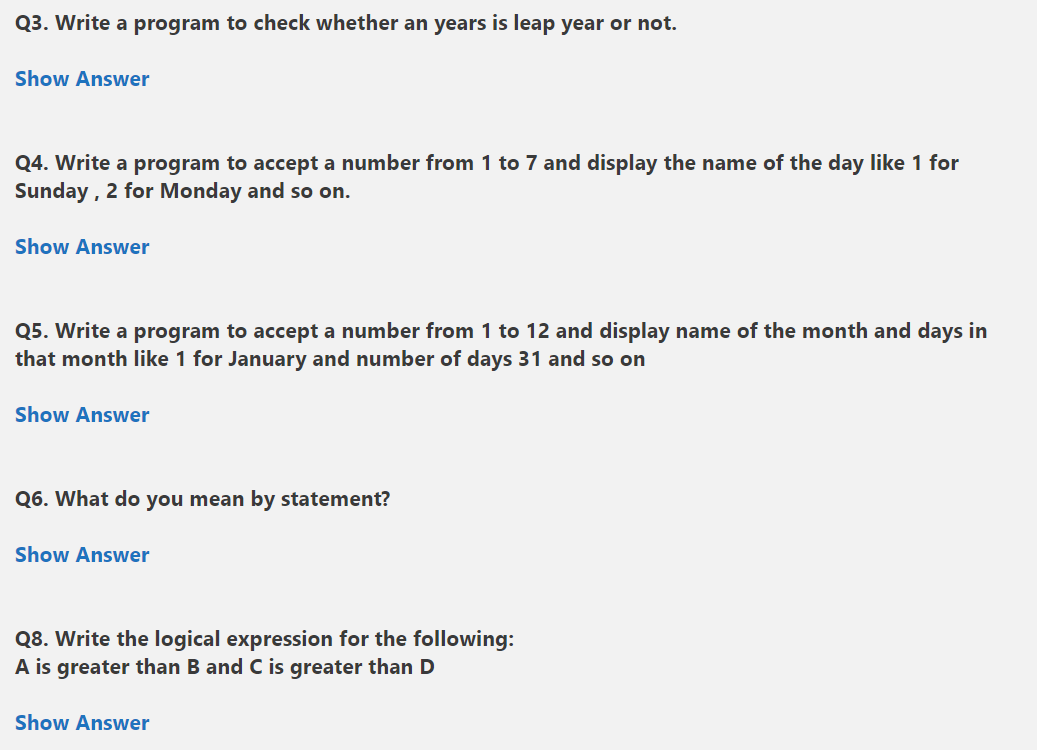 Q3. Write a program to check whether an years is leap year or not.
Show Answer
Q4. Write a program to accept a number from 1 to 7 and display the name of the day like 1 for
Sunday , 2 for Monday and so on.
Show Answer
Q5. Write a program to accept a number from 1 to 12 and display name of the month and days in
that month like 1 for January and number of days 31 and so on
Show Answer
Q6. What do you mean by statement?
Show Answer
Q8. Write the logical expression for the following:
A is greater than B and C is greater than D
Show Answer